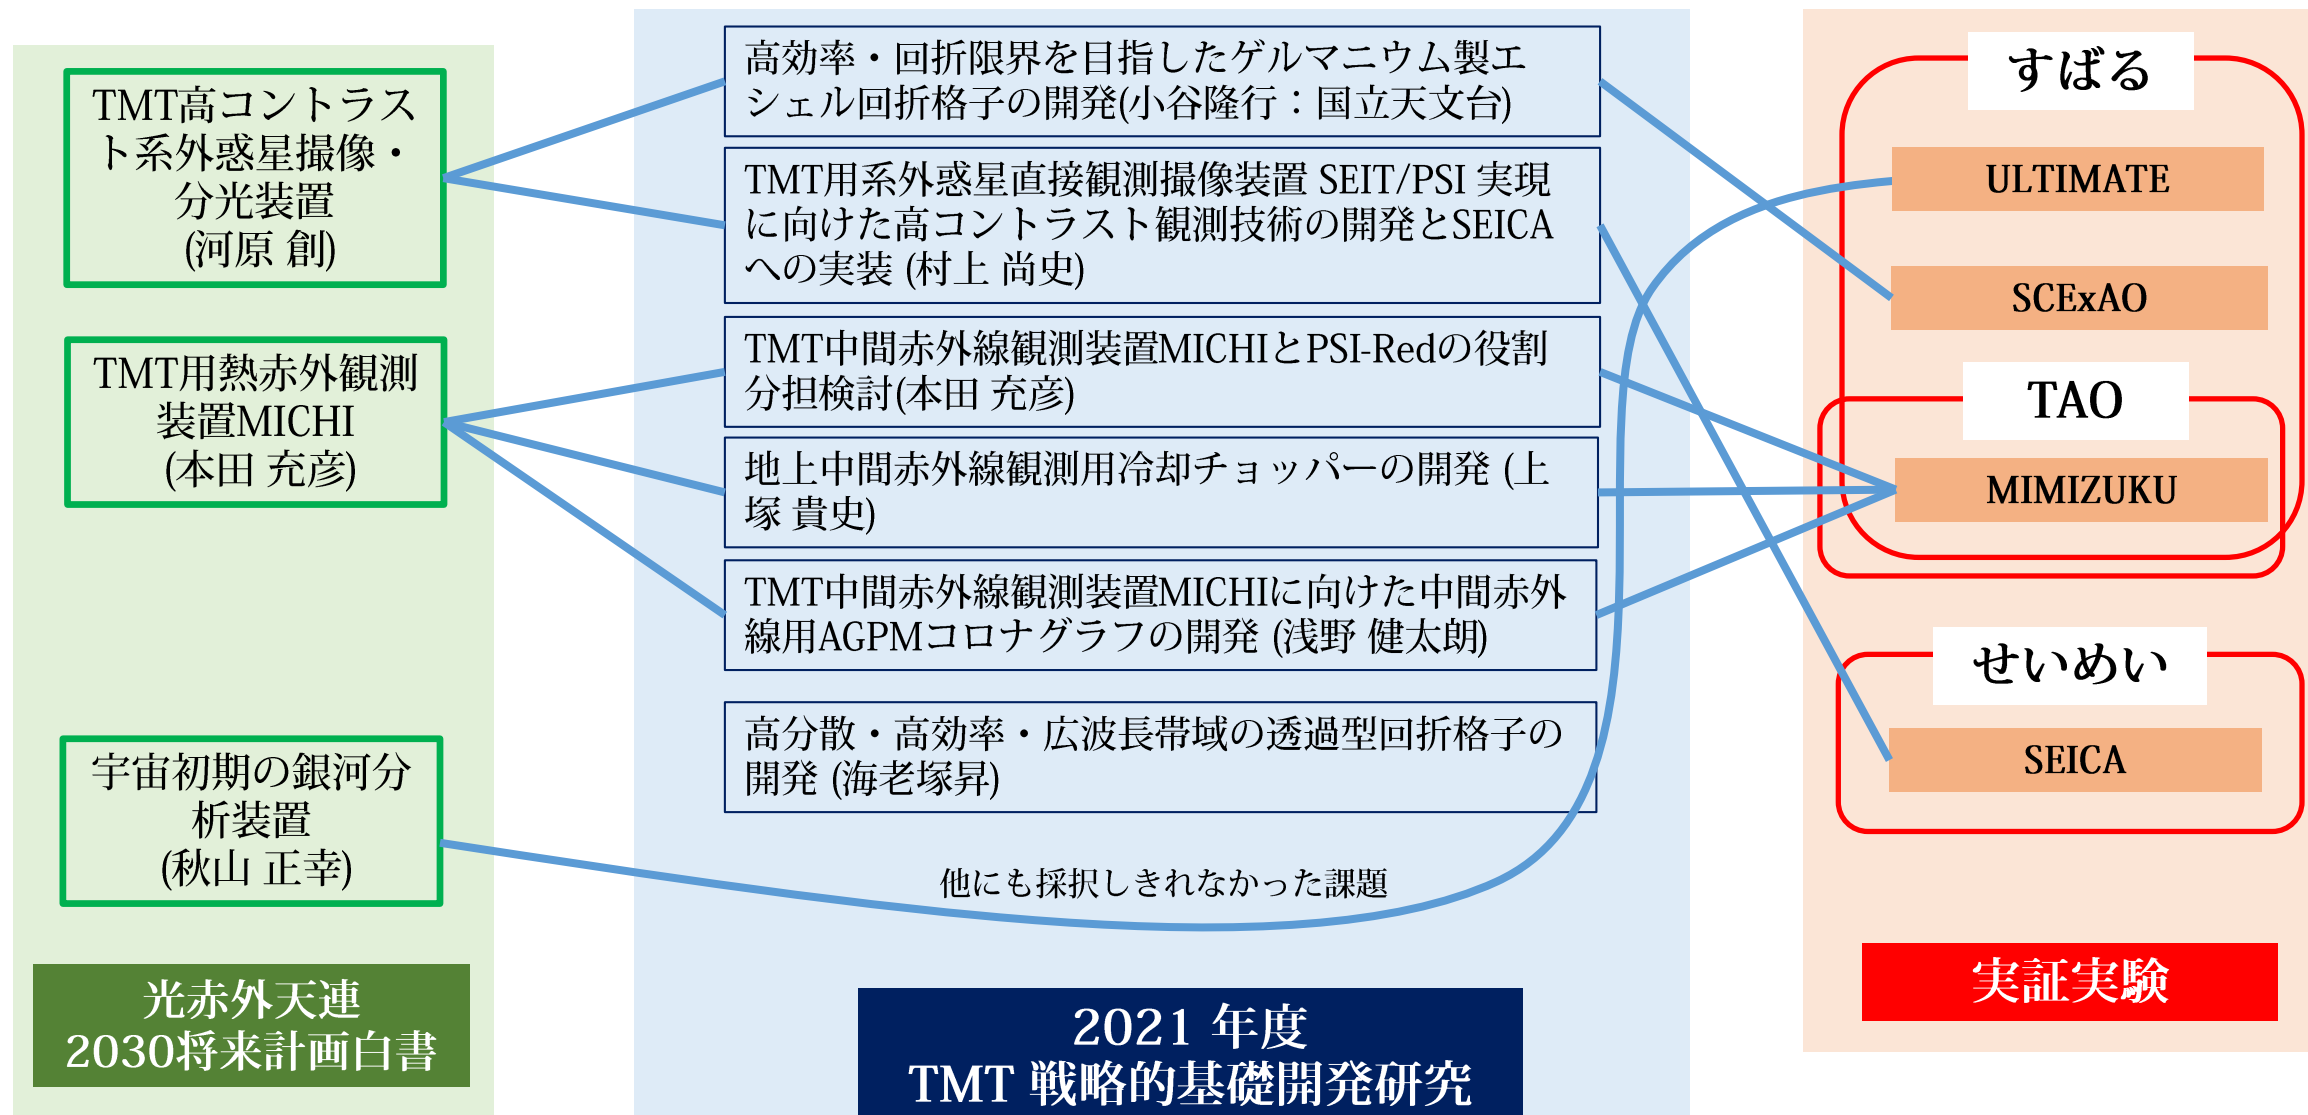 TMT高コントラス
ト系外惑星撮像・
分光装置
(河原 創)
TMT用熱赤外観測
装置MICHI
(本田 充彦)
宇宙初期の銀河分
析装置
(秋山 正幸)
光赤外天連
2030将来計画白書
高効率・回折限界を目指したゲルマニウム製エ
シェル回折格子の開発(小谷隆行：国立天文台)
TMT用系外惑星直接観測撮像装置 SEIT/PSI 実現
に向けた高コントラスト観測技術の開発とSEICA
への実装 (村上 尚史)
TMT中間赤外線観測装置MICHIとPSI-Redの役割
分担検討(本田 充彦)
地上中間赤外線観測用冷却チョッパーの開発 (上
塚 貴史)
TMT中間赤外線観測装置MICHIに向けた中間赤外
線用AGPMコロナグラフの開発 (浅野 健太朗)
高分散・高効率・広波長帯域の透過型回折格子の
開発 (海老塚昇)
他にも採択しきれなかった課題
2021 年度
TMT 戦略的基礎開発研究
すばる
ULTIMATE
SCExAO
TAO
MIMIZUKU
せいめい
SEICA
実証実験